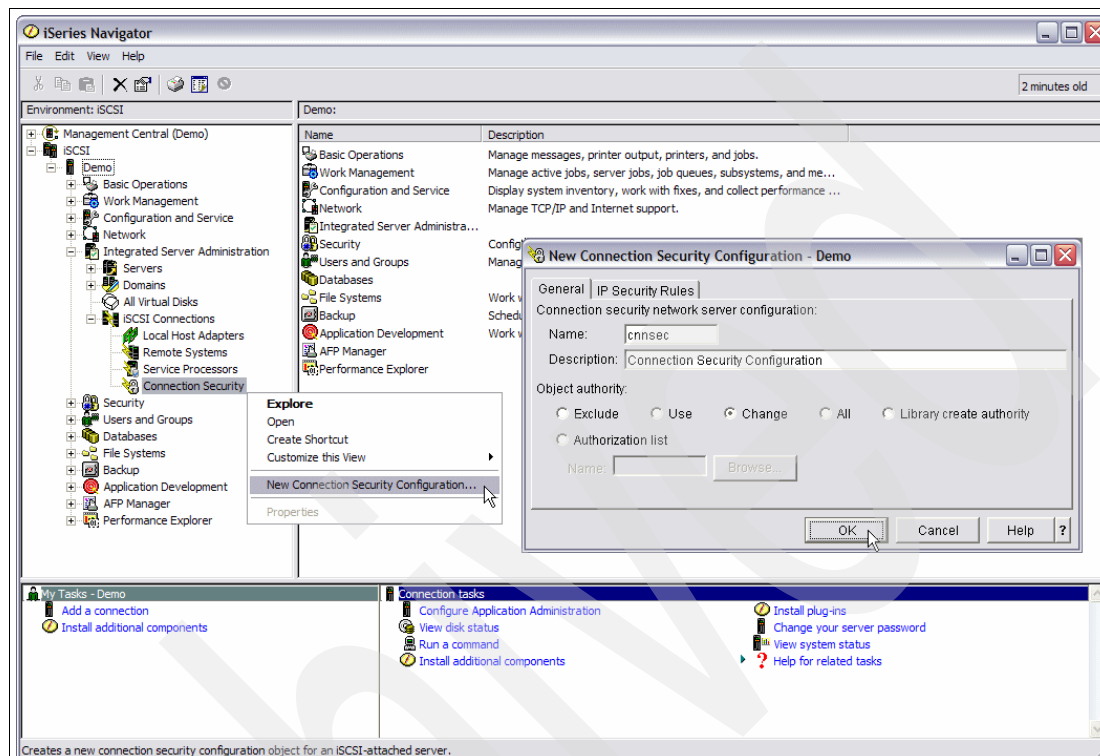 iSeries Navigator
File Edit View Help
2 minutes old
Environment: iSCSI
Demo:
Management Central (Demo)
iSCSI
Demo
Basic Operations
Work Management
Configuration and Service
Network
Integrated Server Administration
Servers
Domains
All Virtual Disks
iSCSI Connections
Local Host Adapters
Remote Systems
Service Processors
Connection Security
Security
Users and Groups
Databases
File Systems
Backup
Application Development
AFP Manager
Performance Explorer
Name Description
Basic Operations Manage messages, printer output, printers, and jobs.
Work Management Manage active jobs, server jobs, job queues, subsystems, and me...
Configuration and Service Display system inventory, work with fixes, and collect performance ...
Network Manage TCP/IP and Internet support.
Integrated Server Administra...
Security Config
Users and Groups Manag
Databases
File Systems Work
Backup Schedu
Application Development Work
AFP Manager
Performance Explorer
Explore
Open
Create Shortcut
Customize this View
New Connection Security Configuration...
Properties
New Connection Security Configuration - Demo
General IP Security Rules
Connection security network server configuration:
Name: cnnsec
Description: Connection Security Configuration
Object authority:
Exclude Use Change All Library create authority
Authorization list
Name: Browse...
OK Cancel Help ?
My Tasks - Demo
Add a connection
Install additional components
Connection tasks
Configure Application Administration
View disk status
Run a command
Install additional components
Install plug-ins
Change your server password
View system status
? Help for related tasks
Creates a new connection security configuration object for an iSCSI-attached server.